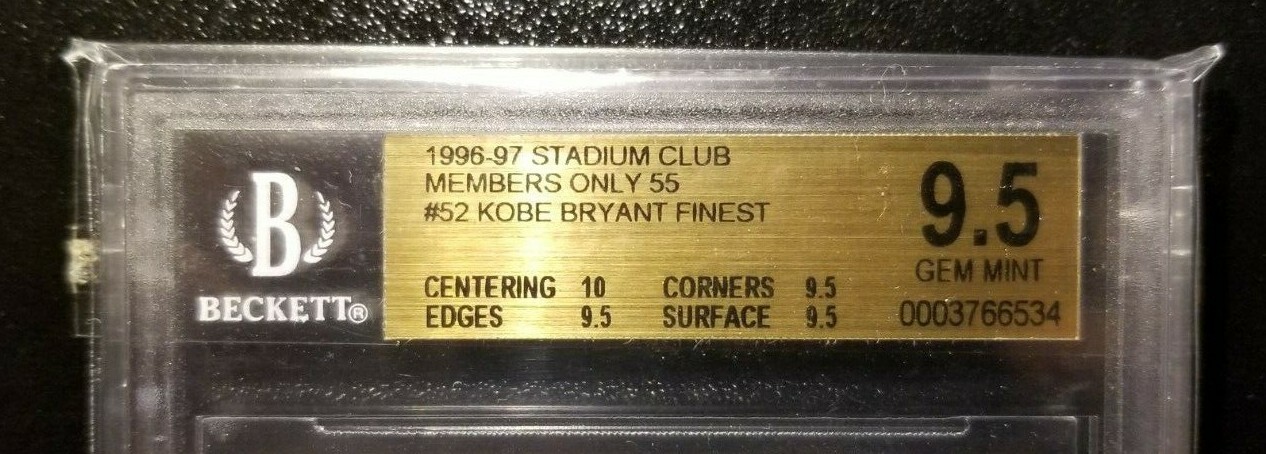 1996-97 STADIUM CLUB
MEMBERS ONLY 55
#52 KOBE BRYANT FINEST
9.5
GEM MINT
B
BECKETT®
CENTERING 10 CORNERS 9.5
EDGES 9.5 SURFACE 9.5
0003766534